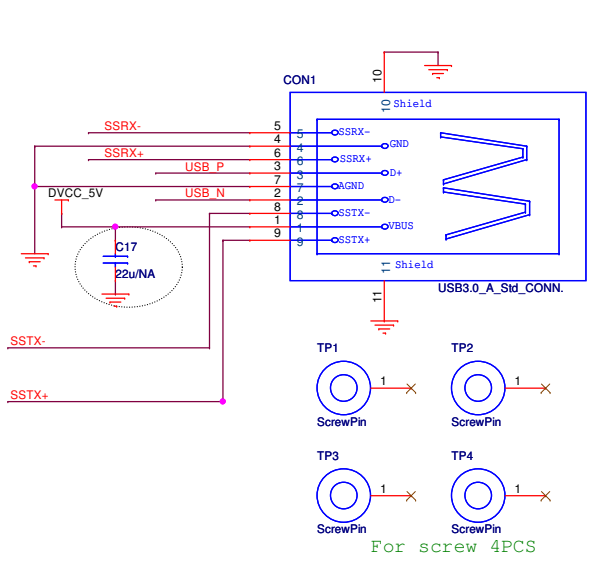 10
CON1
10 Shield
SSRX- 5 5 SSRX-
4 4 GND
SSRX+ 6 6 SSRX+
USB_P 3 3 D+
7 7 AGND
DVCC_5V USB_N 2 2 D-
8 8 SSTX-
1 1 VBUS
9 9 SSTX+
C17
11 Shield
22u/NA
USB3.0_A_Std_CONN.
11
SSTX-
TP1 TP2
1 1
SSTX+
ScrewPin ScrewPin
TP3 TP4
1 1
ScrewPin ScrewPin
For screw 4PCS